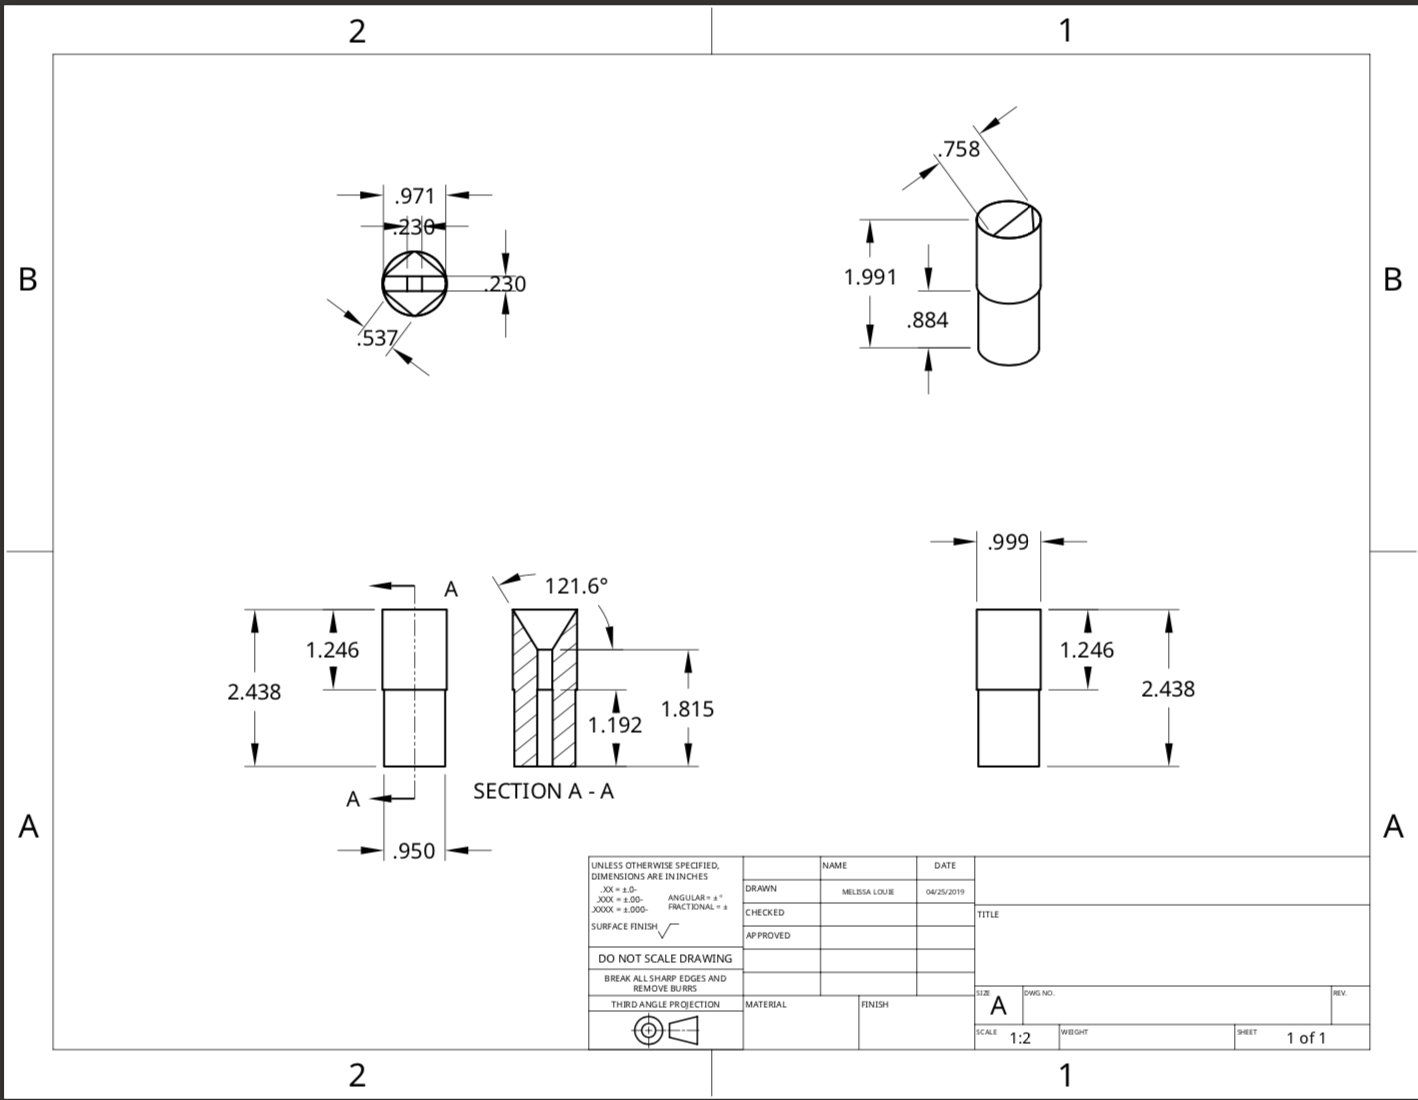 2
1
B
B
.971
.230
.230
.537
.758
1.991
.884
A
121.6°
1.246
2.438
1.192
1.815
SECTION A - A
A
.950
.999
1.246
2.438
A
A
UNLESS OTHERWISE SPECIFIED,
DIMENSIONS ARE IN INCHES
.XX = ±.0-
.XXX = ±.00-
.XXXX = ±.000-
ANGULAR = ± °
FRACTIONAL = ±
SURFACE FINISH
DO NOT SCALE DRAWING
BREAK ALL SHARP EDGES AND
REMOVE BURRS
THIRD ANGLE PROJECTION
NAME
DATE
DRAWN
MELISSA LOUIE
04/25/2019
CHECKED
APPROVED
MATERIAL
FINISH
TITLE
SIZE
A
DWG NO.
REV.
SCALE
1:2
WEIGHT
SHEET
1 of 1
2
1